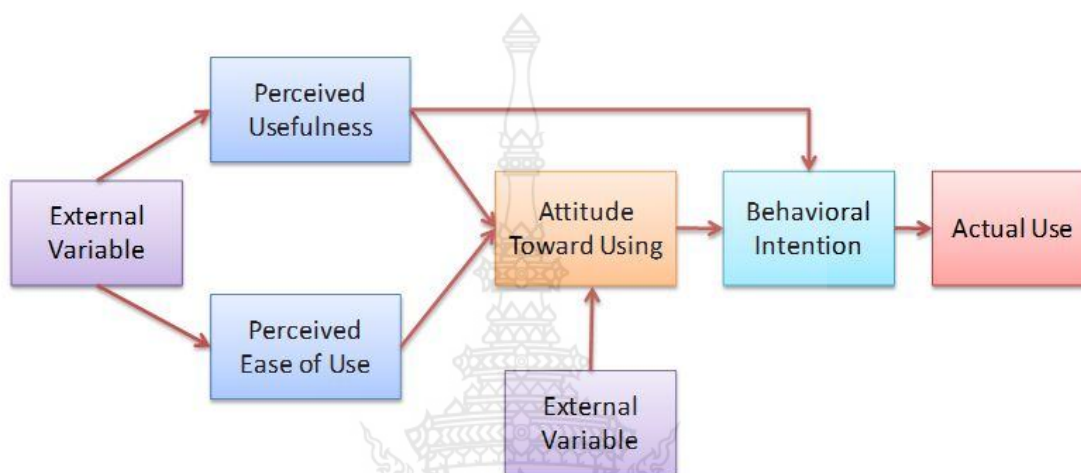 Perceived
Usefulness
External
Variable
Perceived
Ease of Use
Attitude
Toward Using
Behavioral
Intention
Actual Use
External
Variable